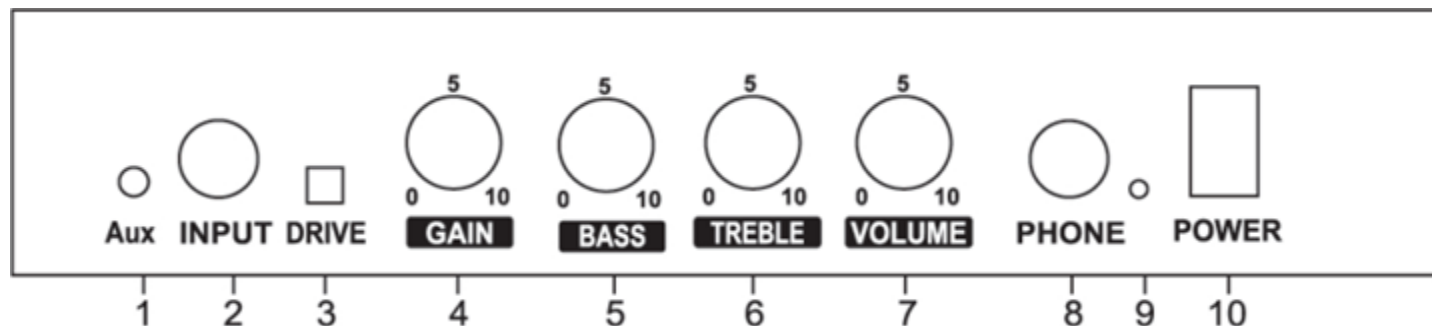 5 5 5 5
0 10 0 10 0 10 0 10
Aux INPUT DRIVE GAIN BASS TREBLE VOLUME PHONE POWER
1 2 3 4 5 6 7 8 9 10